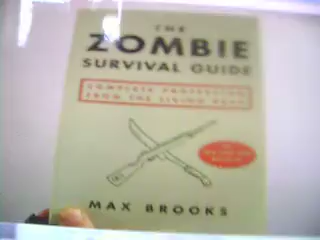 THE
ZOMBIE
SURVIVAL GUIDE
COMPLETE PROTECTION
FROM THE LIVING DEAD
MAX BROOKS